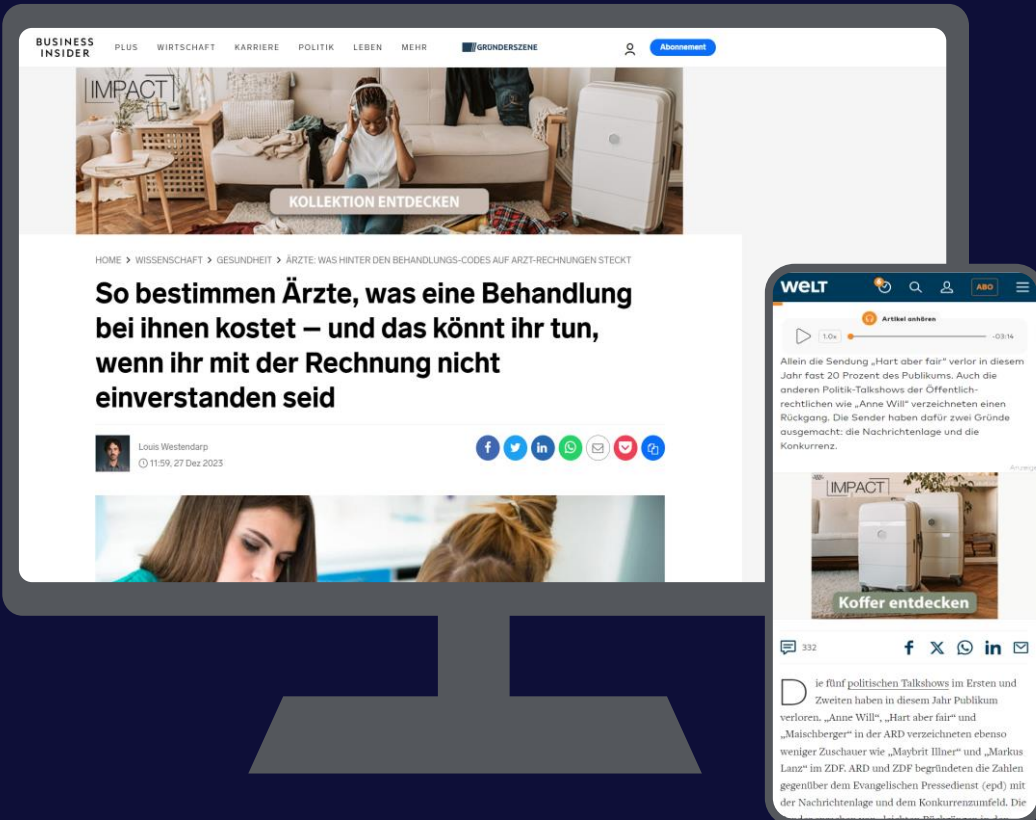 BUSINESS
INSIDER
PLUS WIRTSCHAFT KARRIERE POLITIK LEBEN MEHR GRÜNDERSZENE Abonnement
IMPACT
KOLLEKTION ENTDECKEN
HOME > WISSENSCHAFT > GESUNDHEIT > ÄRZTE: WAS HINTER DEN BEHANDLUNGS-CODES AUF ARZT-RECHNUNGEN STECKT
So bestimmen Ärzte, was eine Behandlung
bei ihnen kostet – und das könnt ihr tun,
wenn ihr mit der Rechnung nicht
einverstanden seid
Louis Westendarp
11:59, 27 Dez 2023
WELT ABO
Artikel anhören
1.0x -03:14
Allein die Sendung „Hart aber fair“ verlor in diesem
Jahr fast 20 Prozent des Publikums. Auch die
anderen Politik-Talkshows der Öffentlich-
rechtlichen wie „Anne Will“ verzeichneten einen
Rückgang. Die Sender haben dafür zwei Gründe
ausgemacht: die Nachrichtenlage und die
Konkurrenz.
Anzeige
IMPACT
Koffer entdecken
332
Die fünf politischen Talkshows im Ersten und
Zweiten haben in diesem Jahr Publikum
verloren. „Anne Will“, „Hart aber fair“ und
„Maischberger“ in der ARD verzeichneten ebenso
weniger Zuschauer wie „Maybrit Illner“ und „Markus
Lanz“ im ZDF. ARD und ZDF begründeten die Zahlen
gegenüber dem Evangelischen Pressedienst (epd) mit
der Nachrichtenlage und dem Konkurrenzumfeld. Die